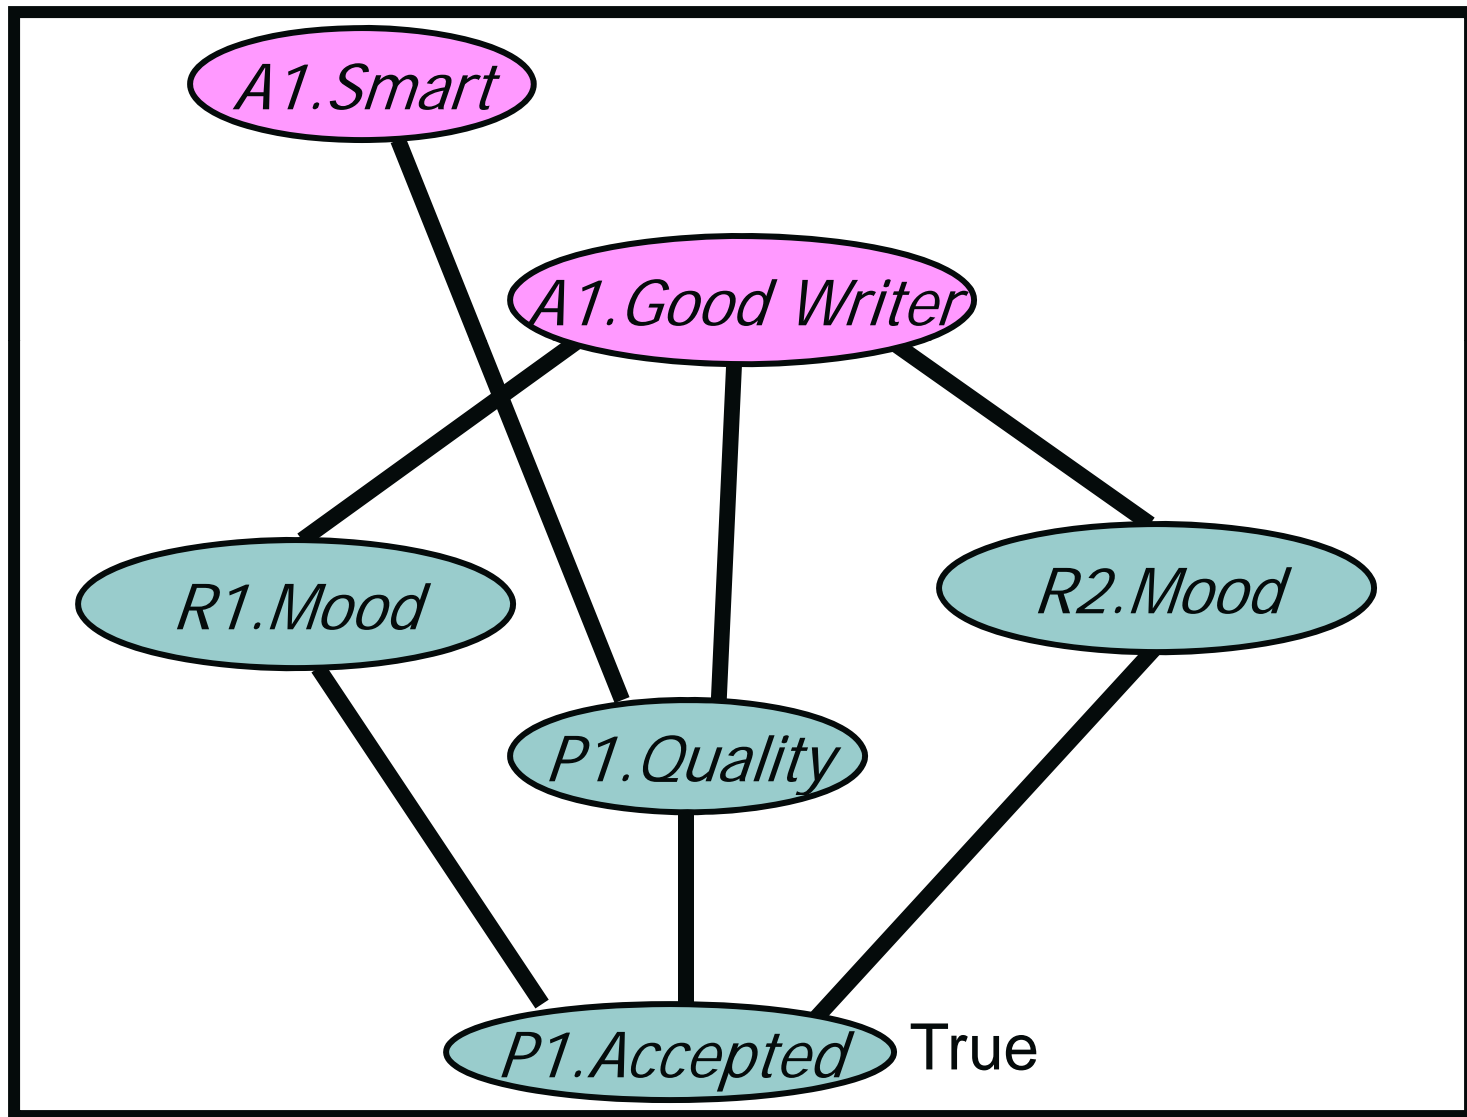 A1.Smart
A1.Good Writer
R1.Mood
R2.Mood
P1.Quality
P1.Accepted
True